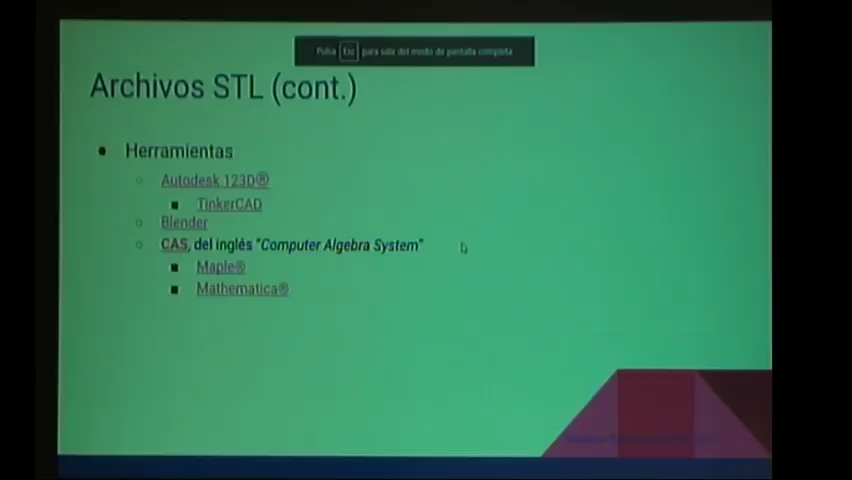 Pulsa Esc para salir del modo de pantalla completa
Archivos STL (cont.)
Herramientas
Autodesk 123D®
TinkerCAD
Blender
CAS, del inglés "Computer Algebra System"
Maple®
Mathematica®